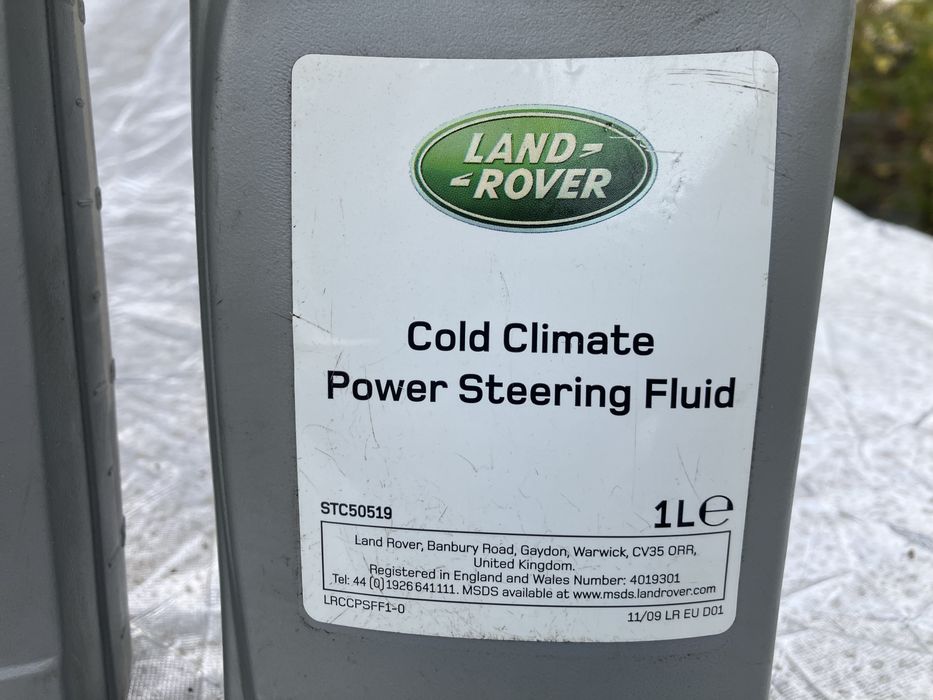 LAND
ROVER
Cold Climate
Power Steering Fluid
STC50519
1L℮
Land Rover, Banbury Road, Gaydon, Warwick, CV35 0RR,
United Kingdom.
Registered in England and Wales Number: 4019301
Tel: 44 (0)1926 641111. MSDS available at www.msds.landrover.com
LRCCPSFF1-0
11/09 LR EU D01